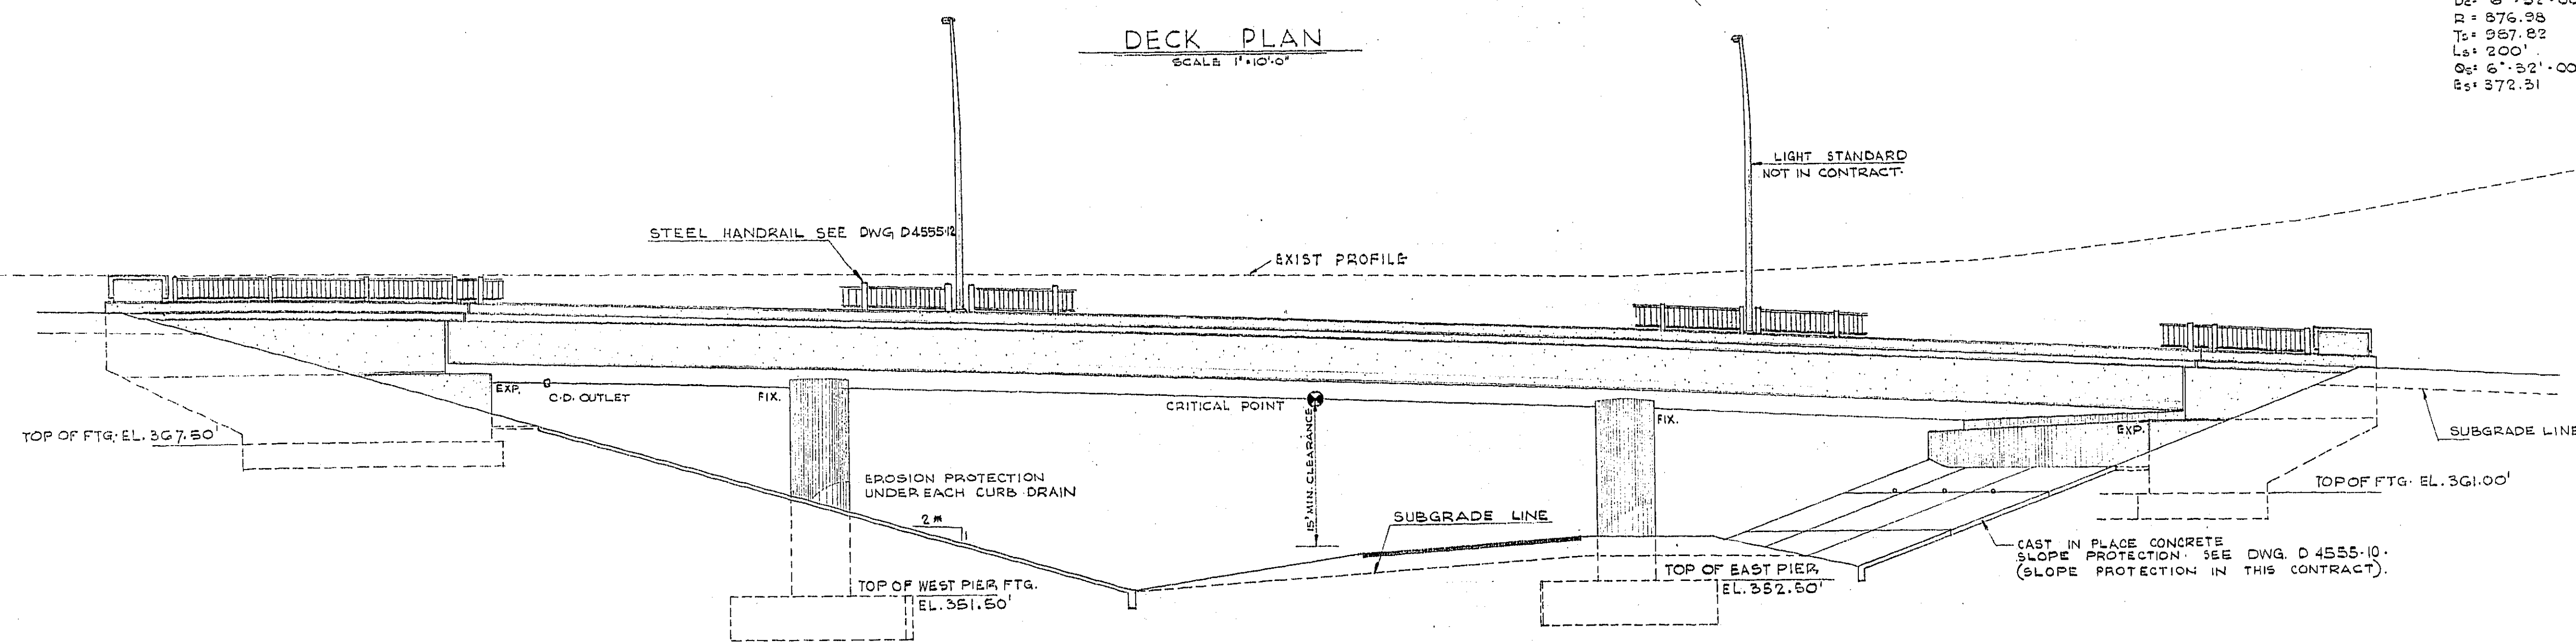 DECK PLAN
SCALE 1"=10'-0"
R = 876.98
Ts= 987.82
Ls= 200'
Θs= 6°-32'-00
Es= 372.31
LIGHT STANDARD
NOT IN CONTRACT.
STEEL HANDRAIL SEE DWG D4555-12
EXIST PROFILE
EXP.
C.D. OUTLET
FIX.
CRITICAL POINT
15' MIN. CLEARANCE
FIX.
EXP.
SUBGRADE LINE
TOP OF FTG. EL. 367.50'
EROSION PROTECTION
UNDER EACH CURB DRAIN
TOP OF FTG. EL. 361.00'
2
1
SUBGRADE LINE
CAST IN PLACE CONCRETE
SLOPE PROTECTION. SEE DWG. D 4555-10.
(SLOPE PROTECTION IN THIS CONTRACT).
TOP OF WEST PIER FTG.
EL. 351.50'
TOP OF EAST PIER
EL. 352.50'